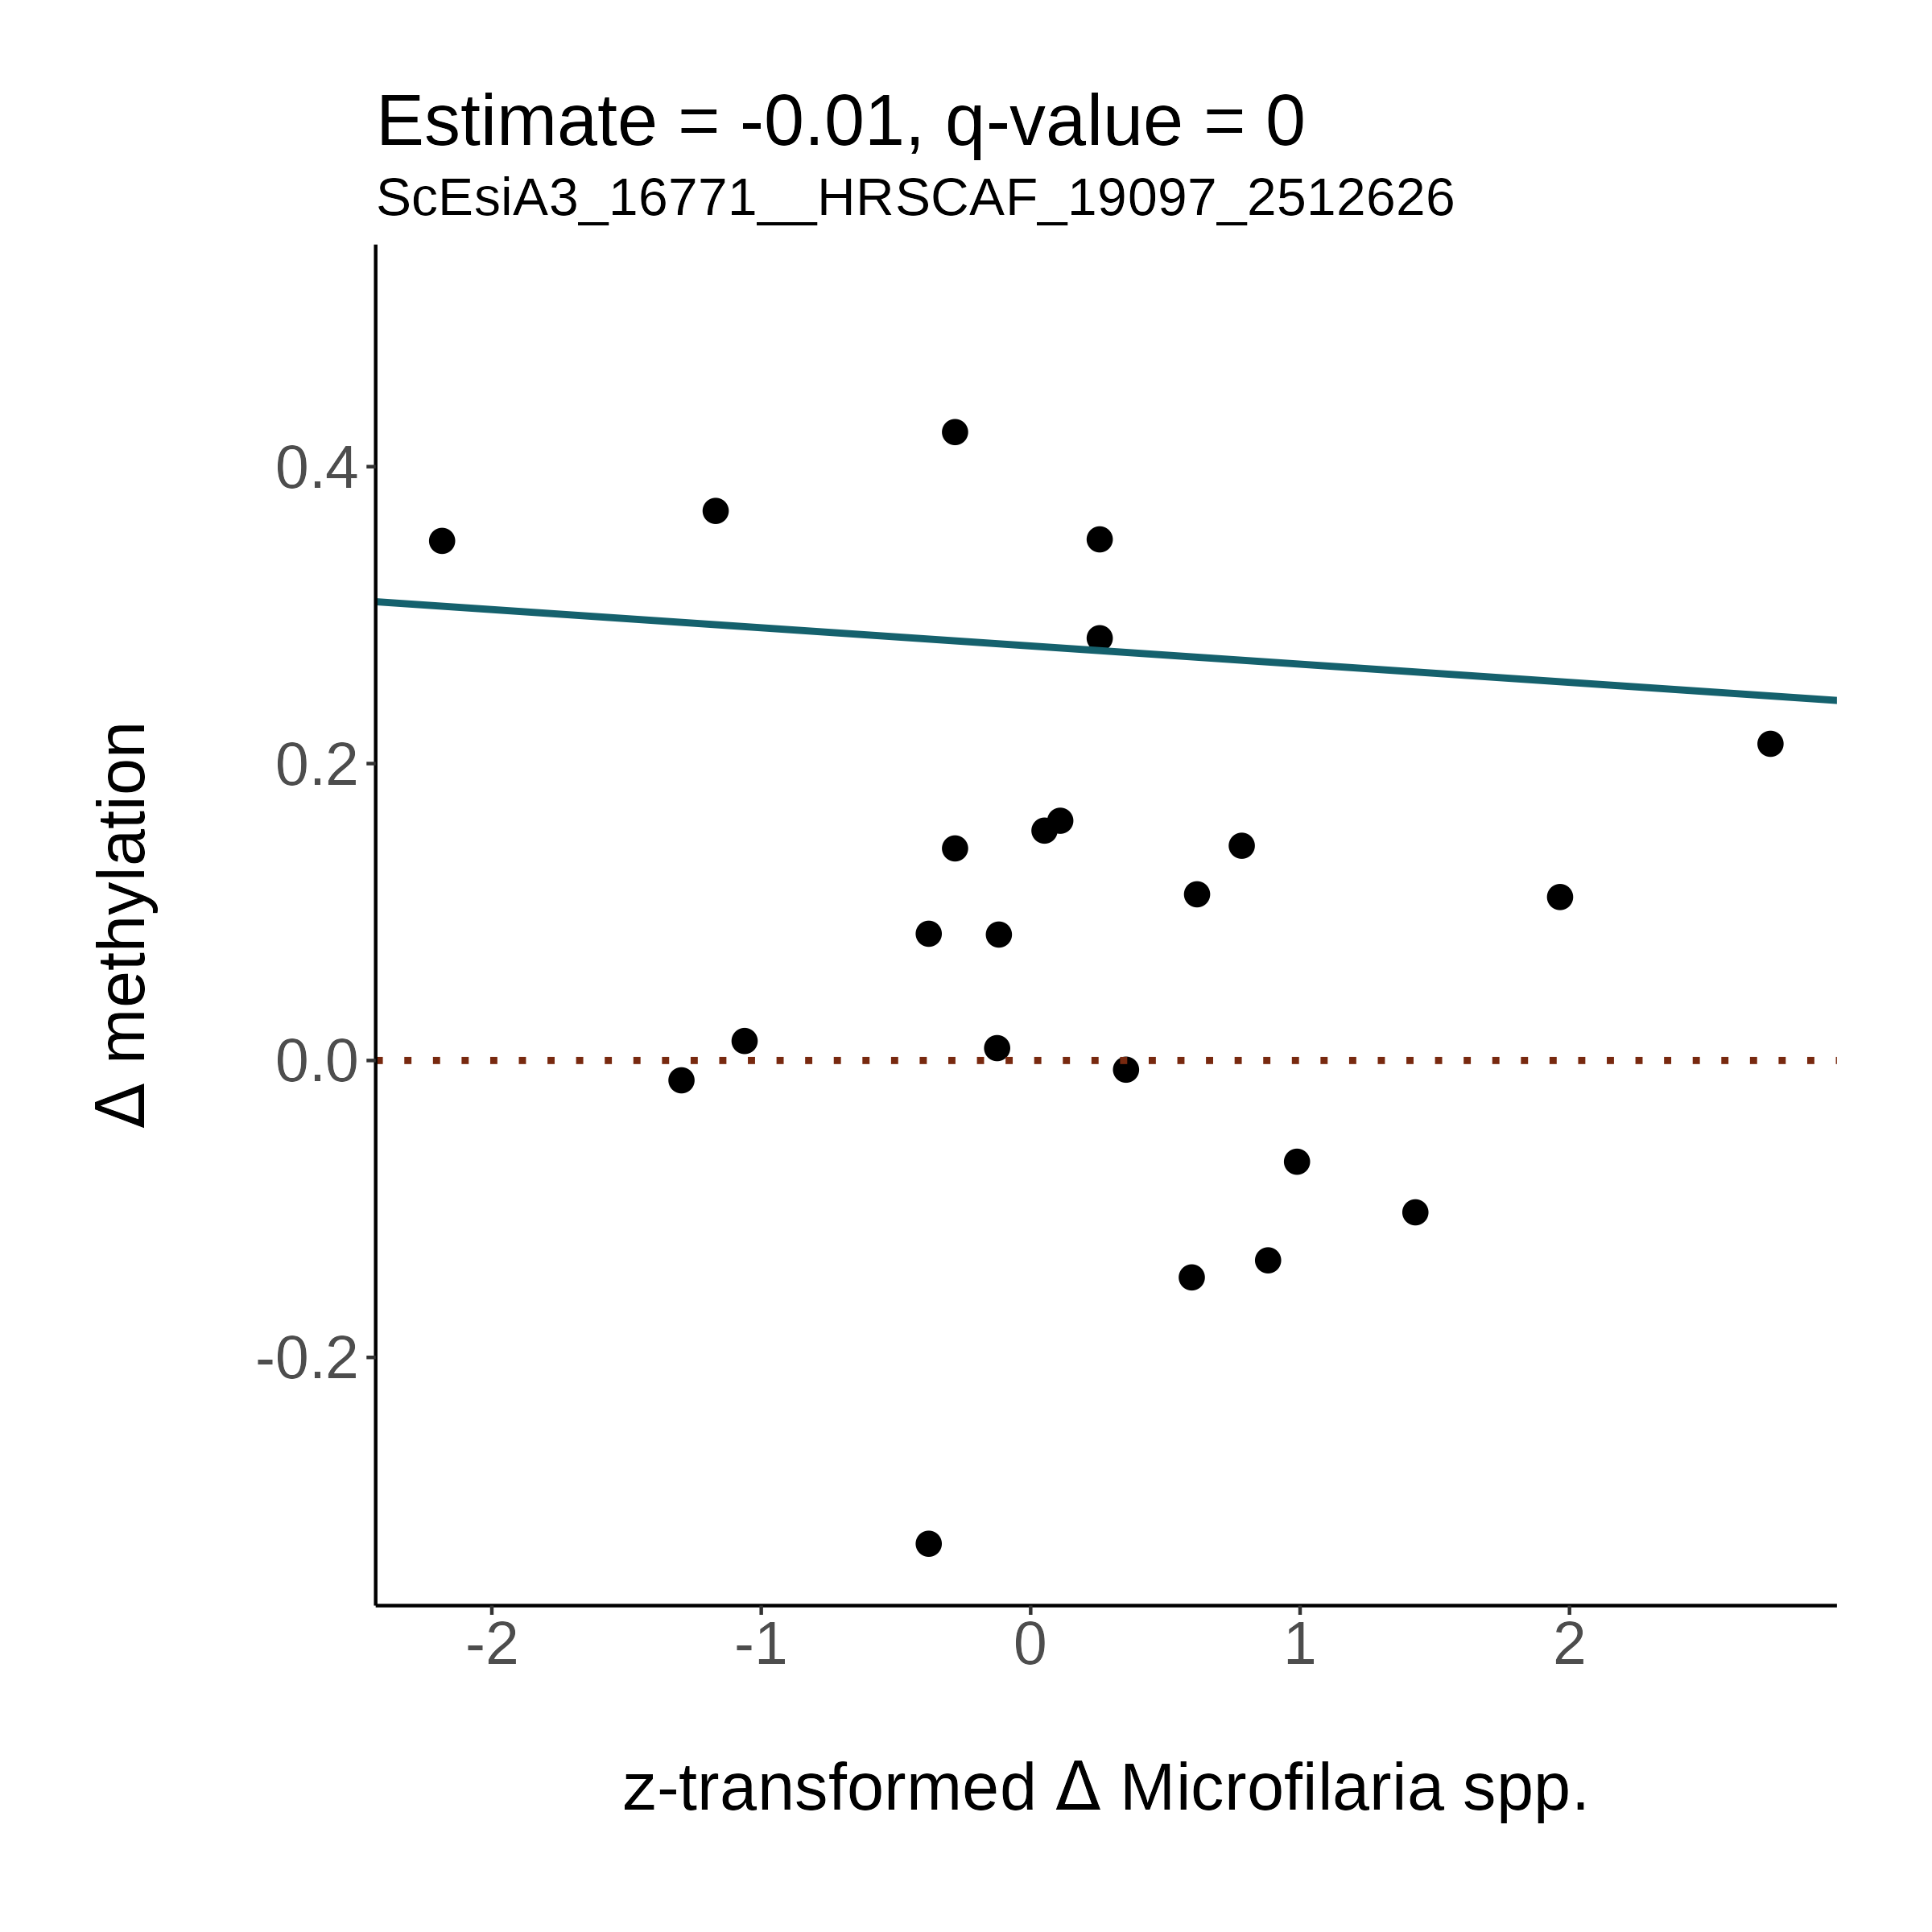 Estimate = -0.01, q-value = 0
ScEsiA3_16771__HRSCAF_19097_2512626
Δ methylation
0.4
0.2
0.0
-0.2
-2 -1 0 1 2
z-transformed Δ Microfilaria spp.